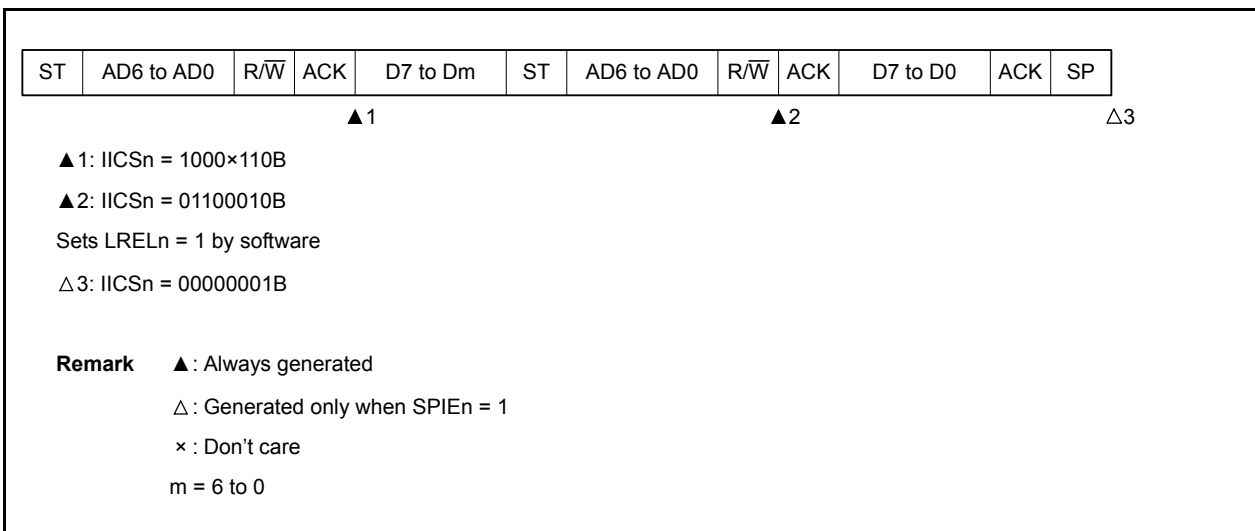 ST AD6 to AD0 R/W̅ ACK D7 to Dm ST AD6 to AD0 R/W̅ ACK D7 to D0 ACK SP
▲1 ▲2 △3
▲1: IICSn = 1000×110B
▲2: IICSn = 01100010B
Sets LRELn = 1 by software
△3: IICSn = 00000001B
Remark ▲: Always generated
△: Generated only when SPIEn = 1
×: Don't care
m = 6 to 0